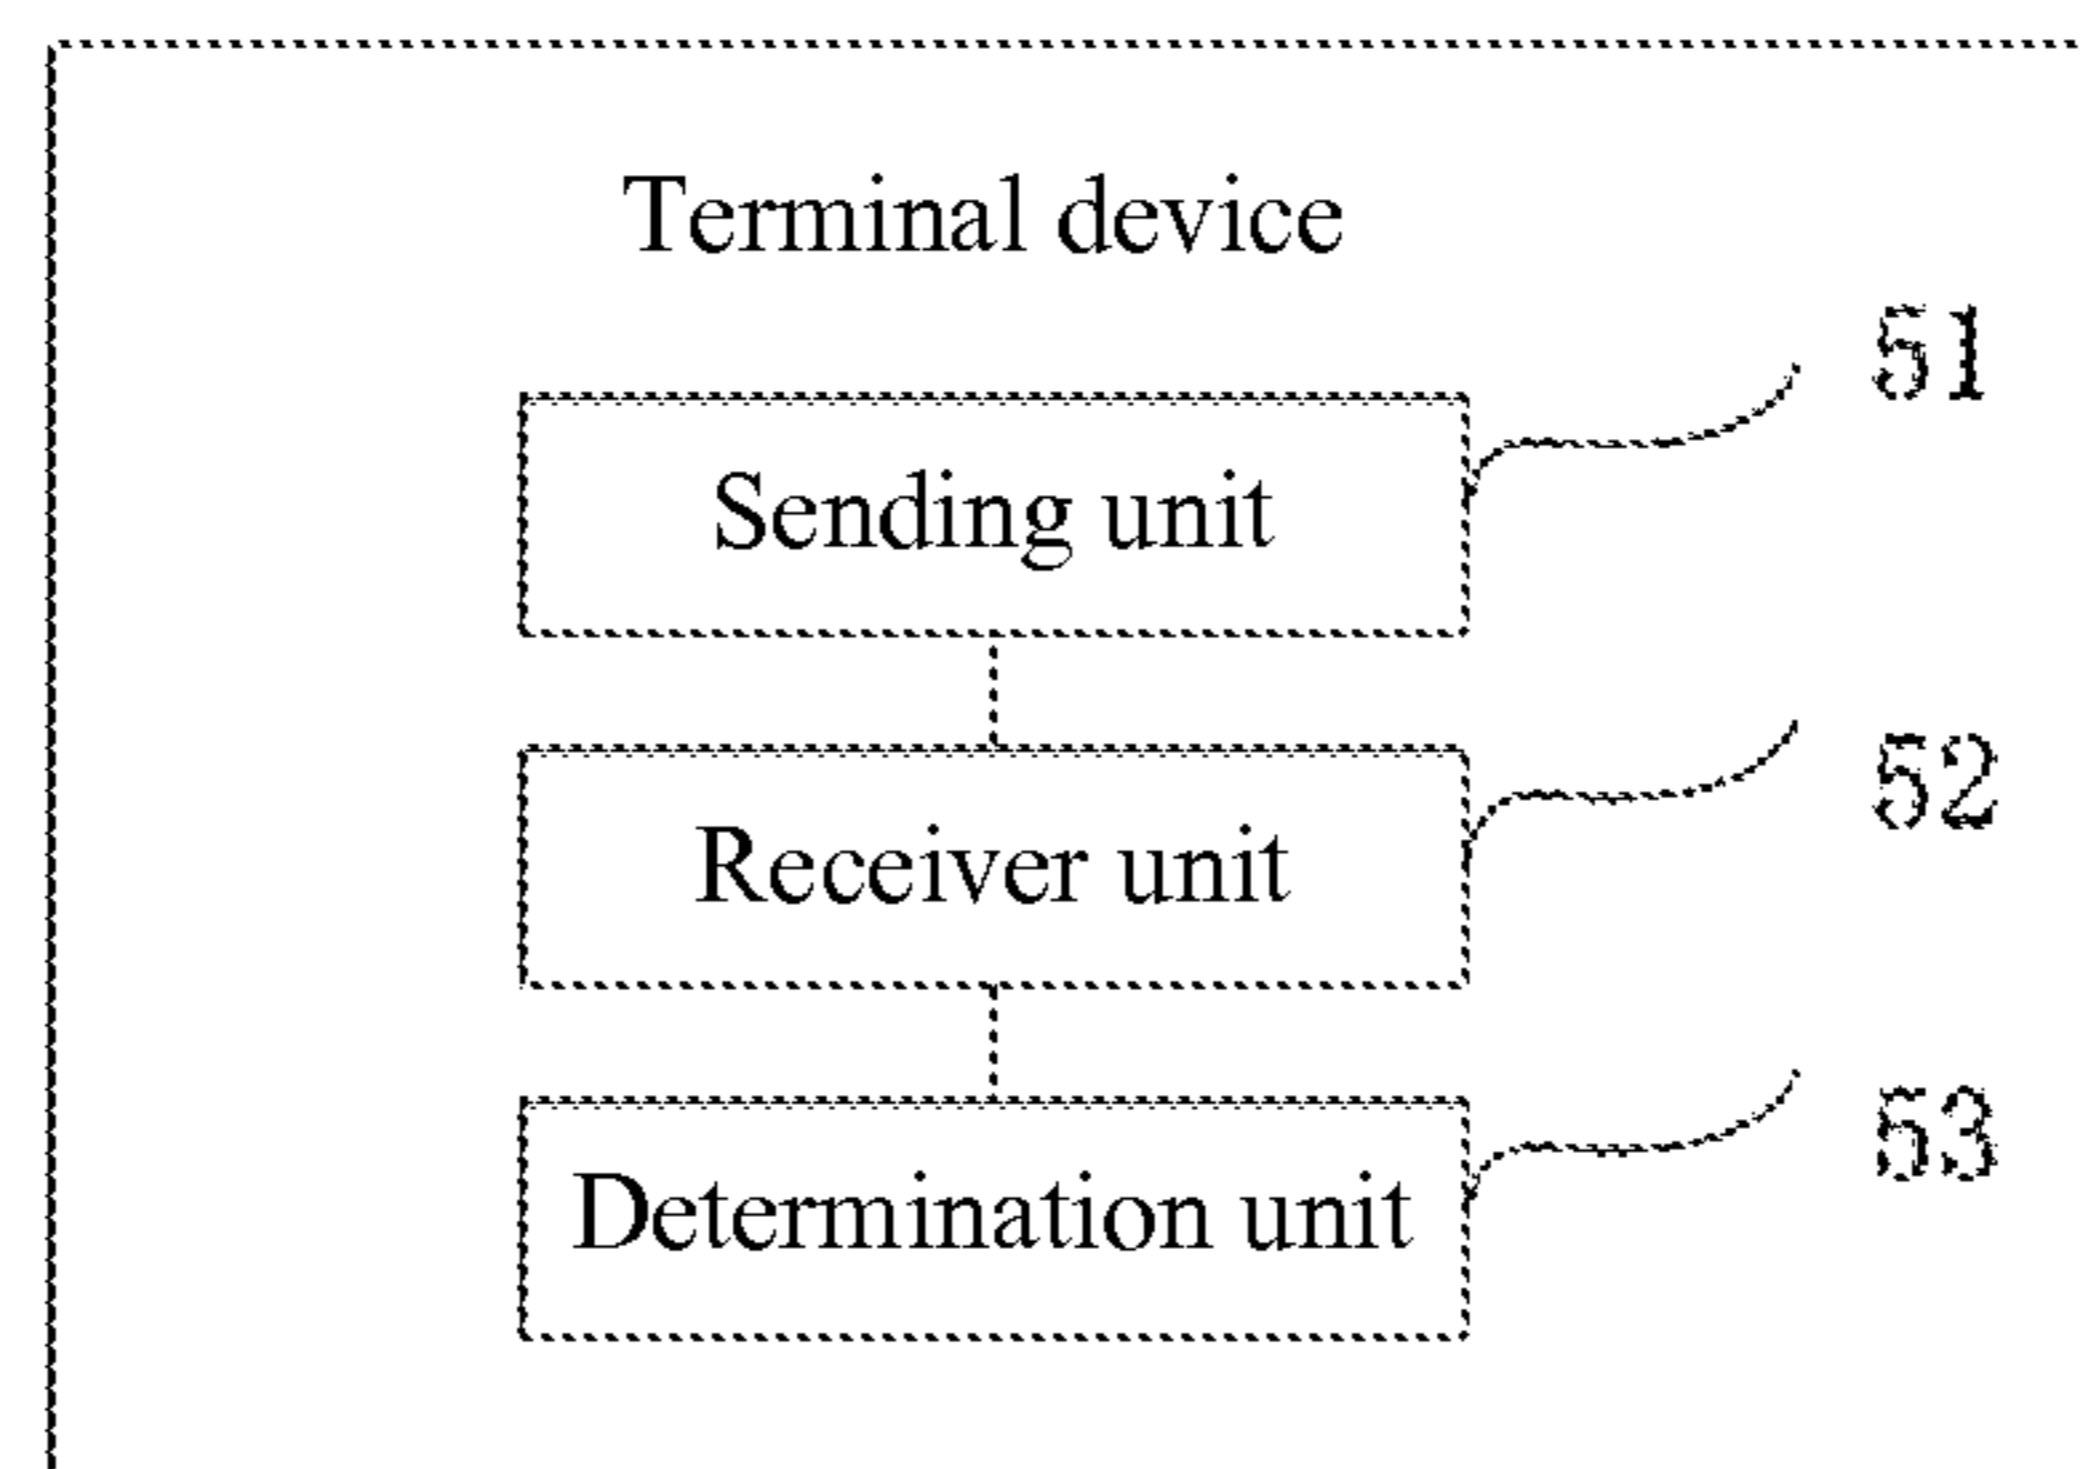 Terminal device
51
Sending unit
52
Receiver unit
53
Determination unit